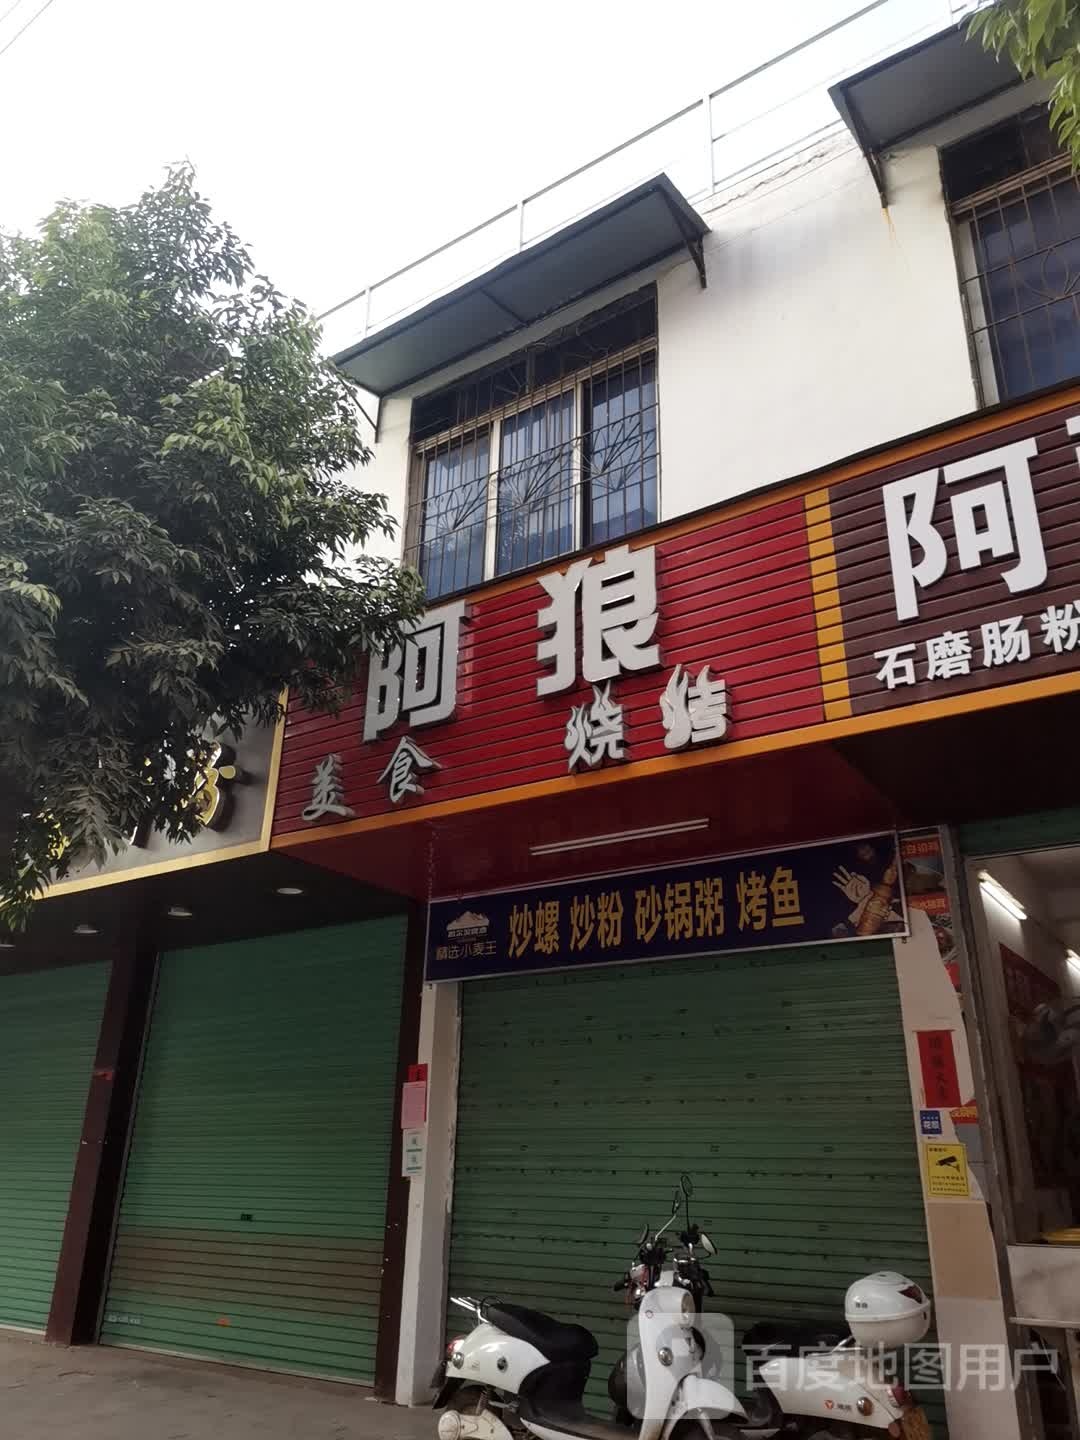 阿狼
美食 烧烤
阿
石磨肠粉
粉
炒螺 炒粉 砂锅粥 烤鱼
精选小麦王
百度地图用户